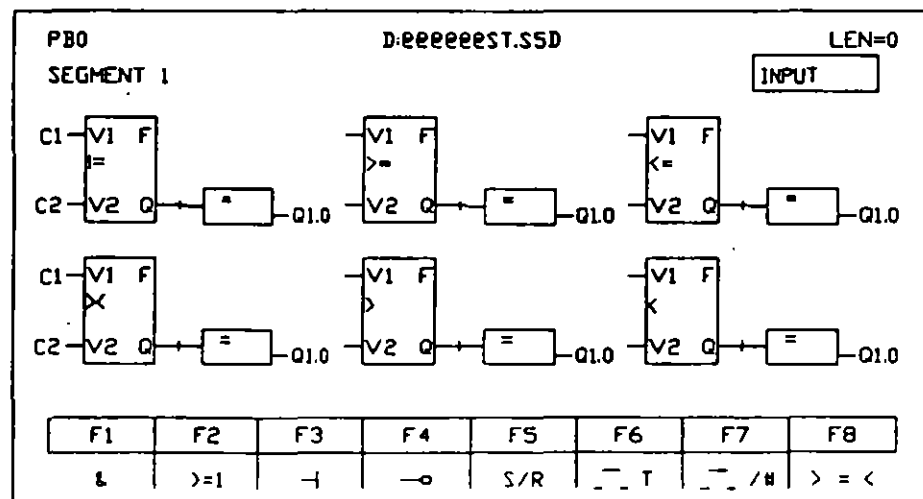 PB0 D:@@@@@@ST.S5D LEN=0
SEGMENT 1 INPUT
C1 V1 F V1 F V1 F
!= >= <=
C2 V2 Q = Q1.0 V2 Q = Q1.0 V2 Q = Q1.0
C1 V1 F V1 F V1 F
>< > <
C2 V2 Q = Q1.0 V2 Q = Q1.0 V2 Q = Q1.0
F1 F2 F3 F4 F5 F6 F7 F8
& >=1 S/R T /# > = <